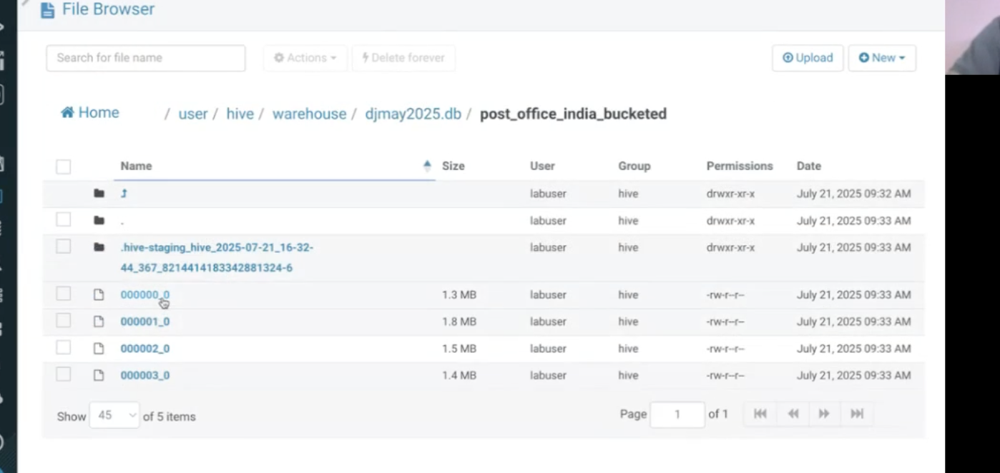 File Browser
Search for file name Actions Delete forever Upload New
Home / user / hive / warehouse / djmay2025.db / post_office_india_bucketed
Name Size User Group Permissions Date
labuser hive drwxr-xr-x July 21, 2025 09:32 AM
. labuser hive drwxr-xr-x July 21, 2025 09:33 AM
.hive-staging_hive_2025-07-21_16-32- labuser hive drwxr-xr-x July 21, 2025 09:33 AM
44_367_8214414183342881324-6
000000_0 1.3 MB labuser hive -rw-r--r-- July 21, 2025 09:33 AM
000001_0 1.8 MB labuser hive -rw-r--r-- July 21, 2025 09:33 AM
000002_0 1.5 MB labuser hive -rw-r--r-- July 21, 2025 09:33 AM
000003_0 1.4 MB labuser hive -rw-r--r-- July 21, 2025 09:33 AM
Show 45 of 5 items Page 1 of 1